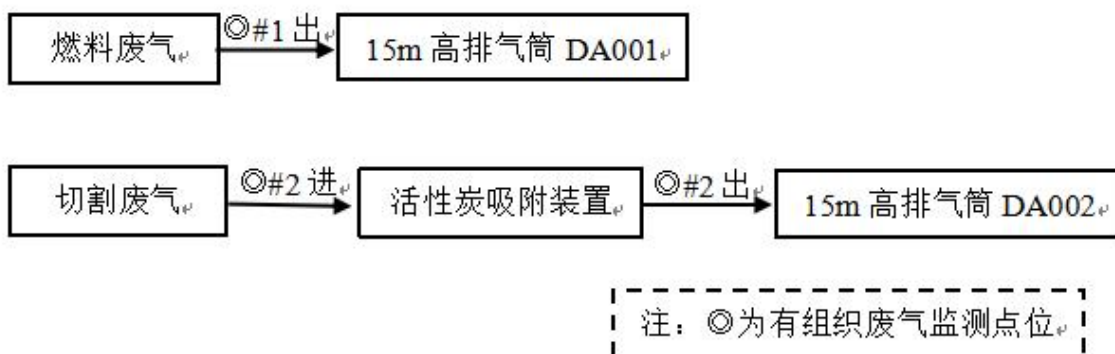 燃料废气
◎#1 出
15m 高排气筒 DA001
切割废气
◎#2 进
活性炭吸附装置
◎#2 出
15m 高排气筒 DA002
注：◎为有组织废气监测点位